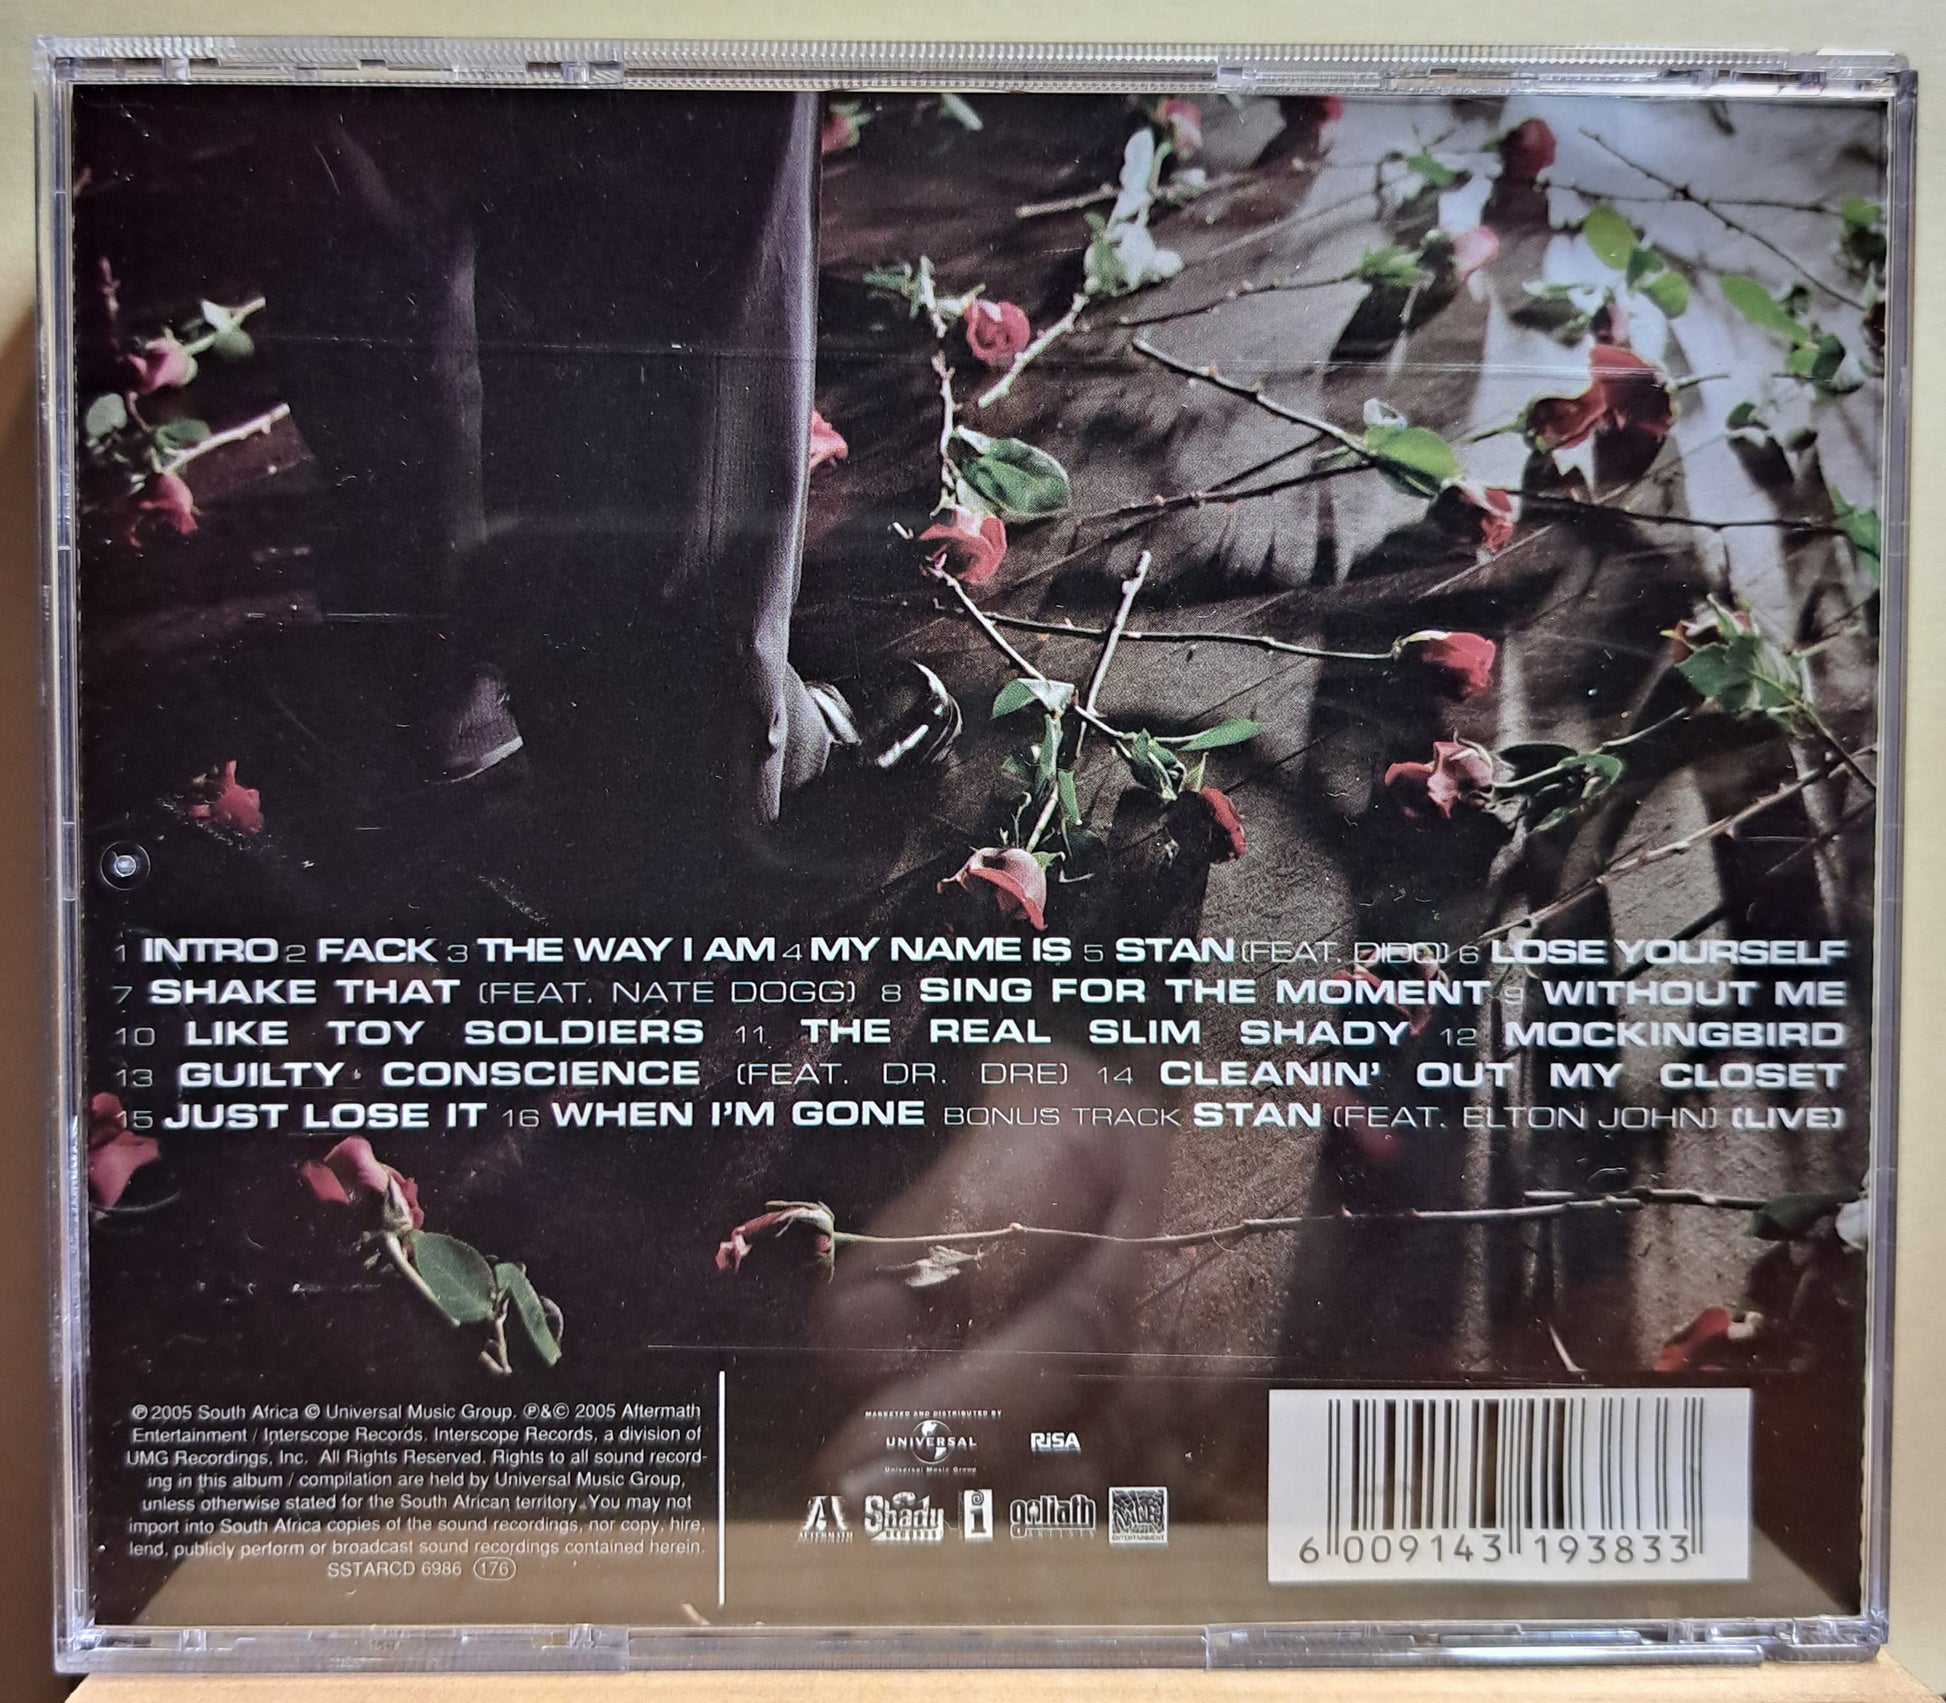 1 INTRO 2 FACK 3 THE WAY I AM 4 MY NAME IS 5 STAN (FEAT. DIDO) 6 LOSE YOURSELF
7 SHAKE THAT (FEAT. NATE DOGG) 8 SING FOR THE MOMENT 9 WITHOUT ME
10 LIKE TOY SOLDIERS 11 THE REAL SLIM SHADY 12 MOCKINGBIRD
13 GUILTY CONSCIENCE (FEAT. DR. DRE) 14 CLEANIN' OUT MY CLOSET
15 JUST LOSE IT 16 WHEN I'M GONE BONUS TRACK STAN (FEAT. ELTON JOHN) (LIVE)
℗ 2005 South Africa © Universal Music Group. ℗&© 2005 Aftermath
Entertainment / Interscope Records. Interscope Records, a division of
UMG Recordings, Inc. All Rights Reserved. Rights to all sound record-
ing in this album / compilation are held by Universal Music Group,
unless otherwise stated for the South African territory. You may not
import into South Africa copies of the sound recordings, nor copy, hire,
lend, publicly perform or broadcast sound recordings contained herein.
SSTARCD 6986 (176)
MARKETED AND DISTRIBUTED BY
UNIVERSAL
Universal Music Group
RiSA
AFTERMATH
Shady
RECORDS
i
goliath
ARTISTS
ENTERTAINMENT
6 009143 193833